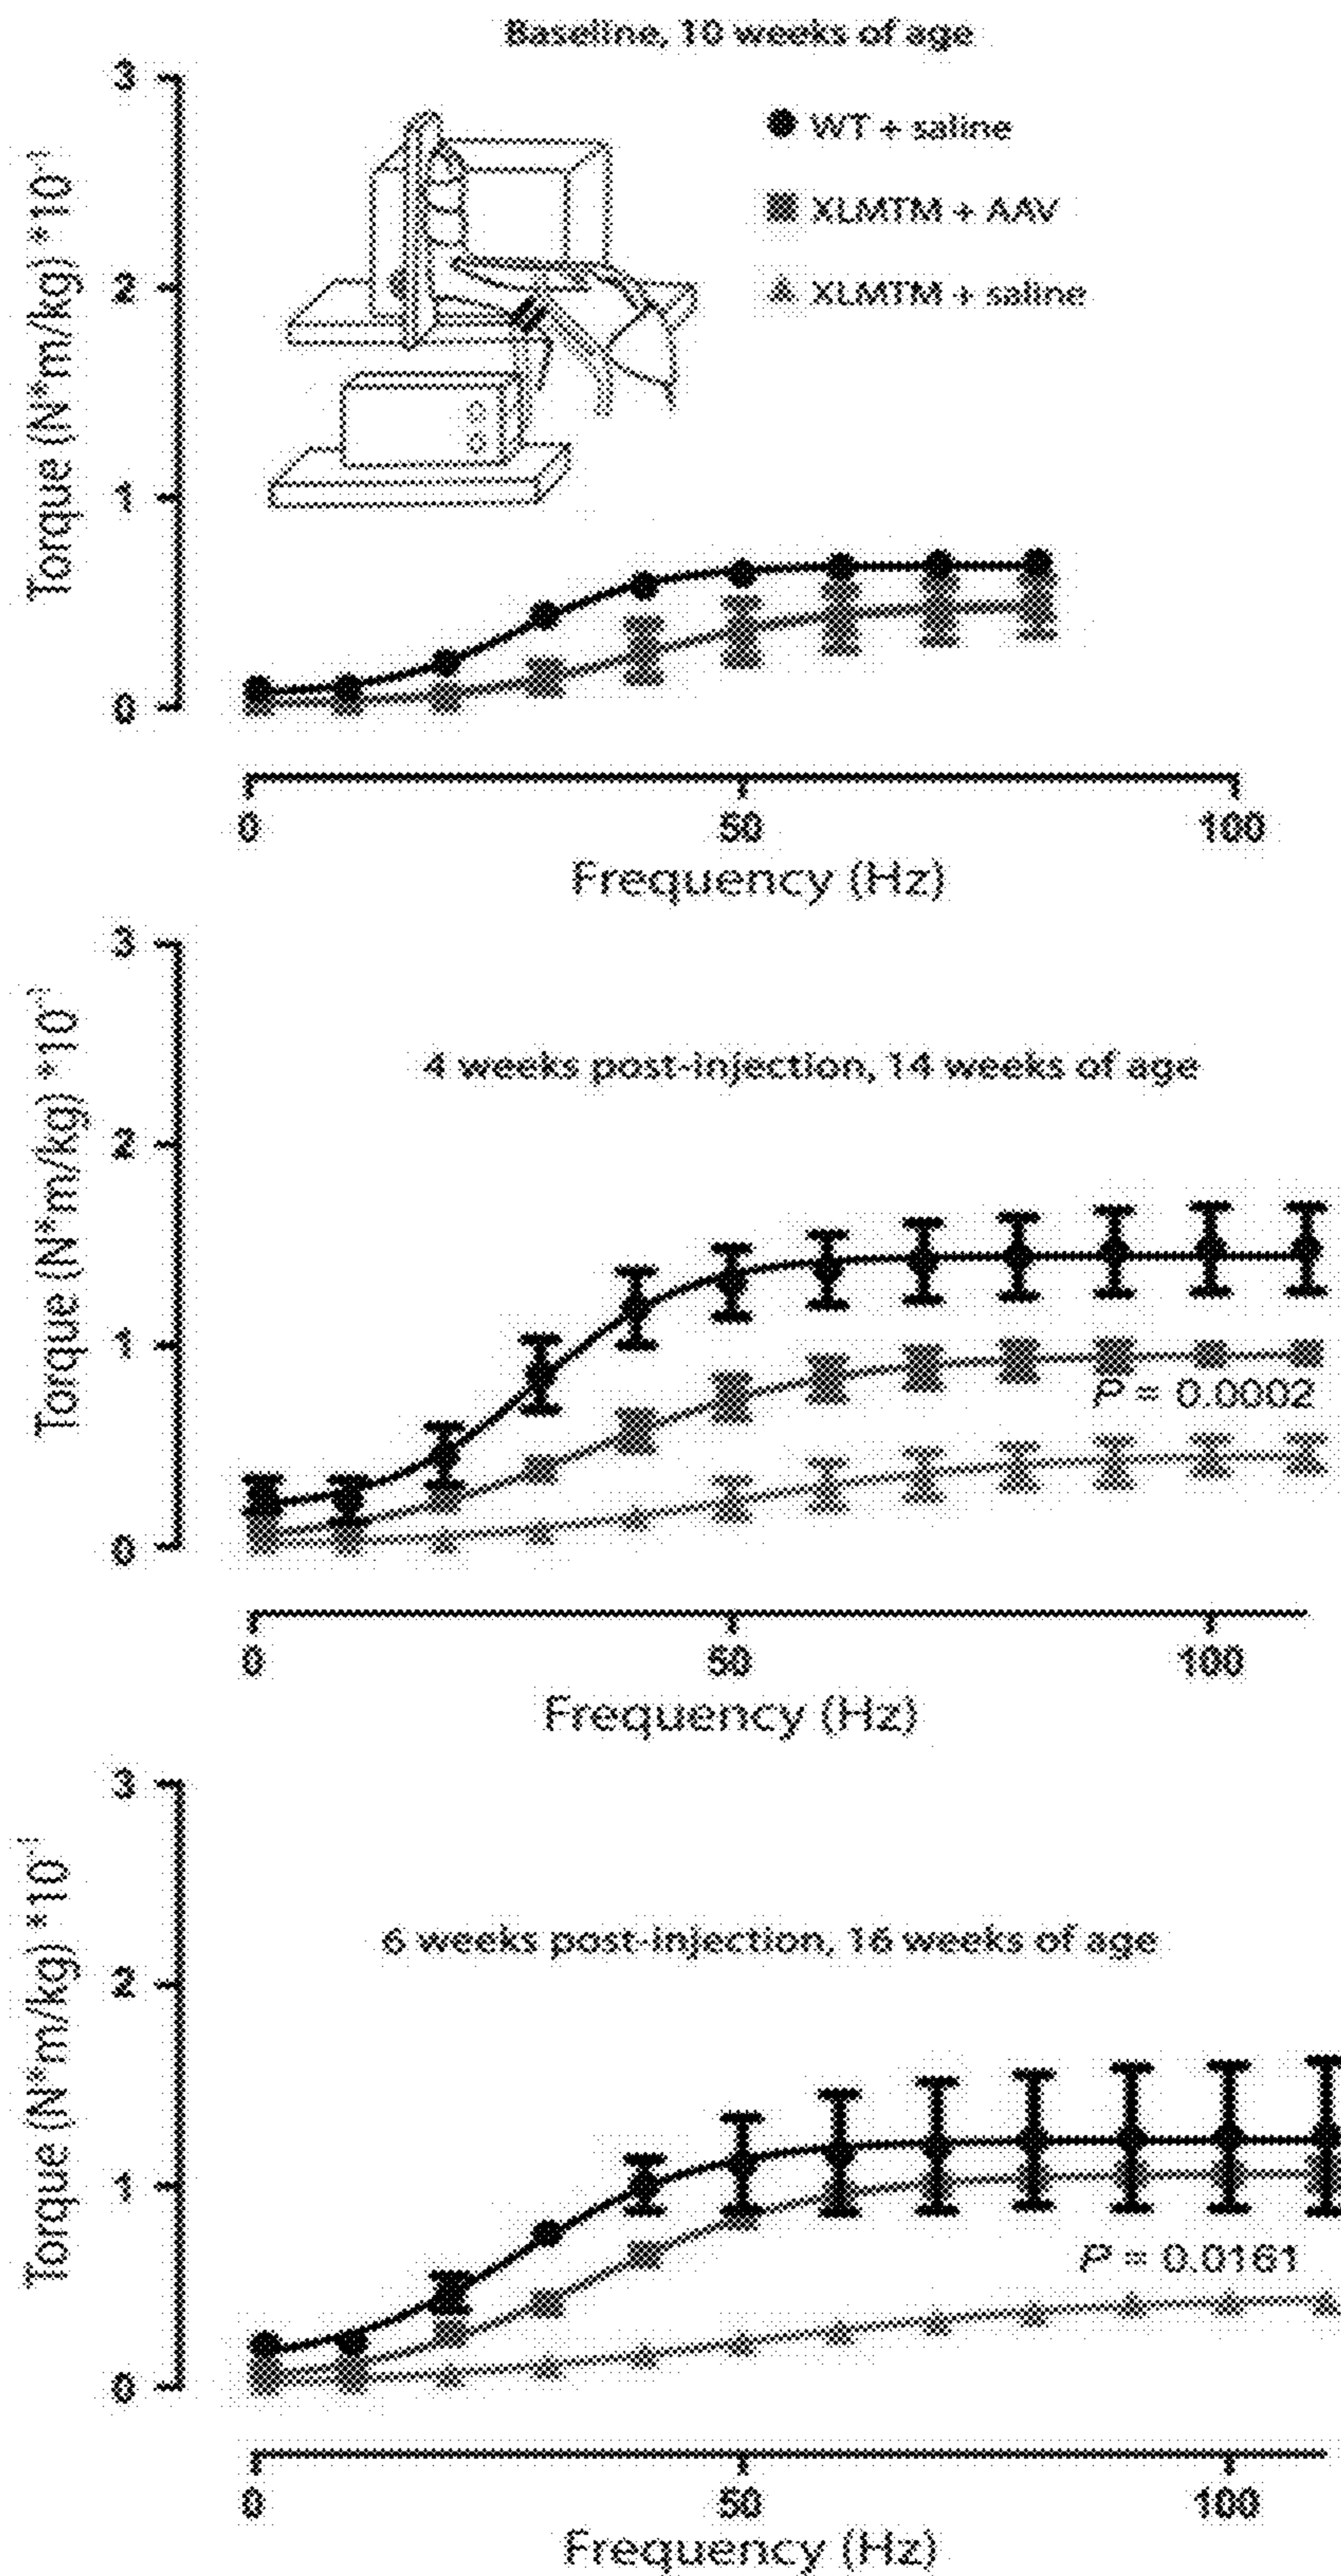 Baseline, 10 weeks of age
3
2
1
0
Torque (N*m/kg) *10⁻¹
WT + saline
XLMTM + AAV
XLMTM + saline
0 50 100
Frequency (Hz)
4 weeks post-injection, 14 weeks of age
3
2
1
0
Torque (N*m/kg) *10⁻¹
P = 0.0002
0 50 100
Frequency (Hz)
6 weeks post-injection, 16 weeks of age
3
2
1
0
Torque (N*m/kg) *10⁻¹
P = 0.0161
0 50 100
Frequency (Hz)